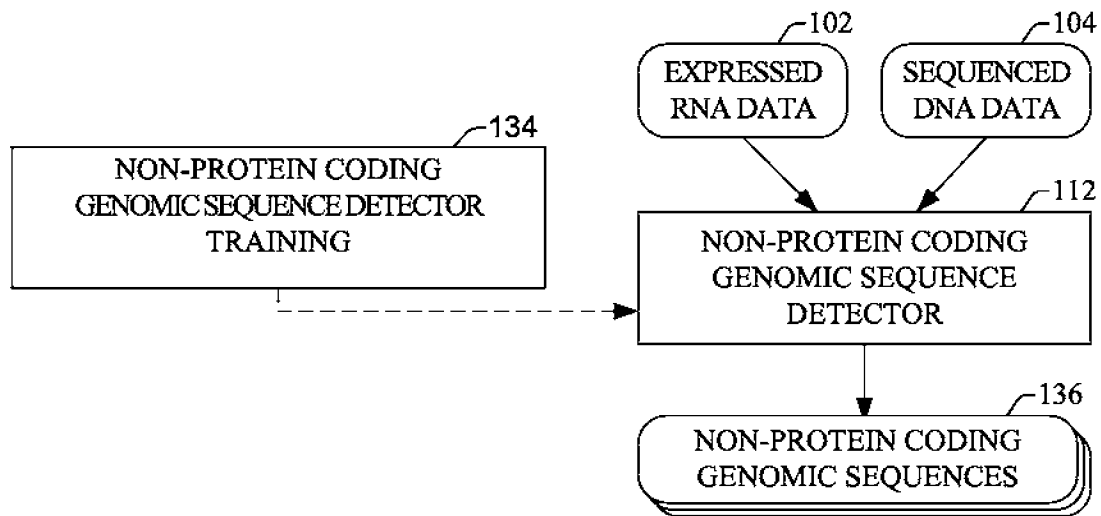 102
104
EXPRESSED
RNA DATA
SEQUENCED
DNA DATA
134
NON-PROTEIN CODING
GENOMIC SEQUENCE DETECTOR
TRAINING
112
NON-PROTEIN CODING
GENOMIC SEQUENCE
DETECTOR
136
NON-PROTEIN CODING
GENOMIC SEQUENCES